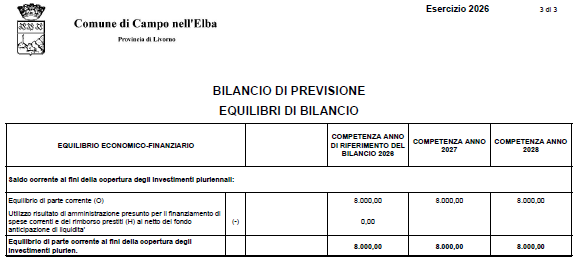 Esercizio 2026
3 di 3
Comune di Campo nell'Elba
Provincia di Livorno
BILANCIO DI PREVISIONE
EQUILIBRI DI BILANCIO
EQUILIBRIO ECONOMICO-FINANZIARIO
COMPETENZA ANNO
DI RIFERIMENTO DEL
BILANCIO 2026
COMPETENZA ANNO
2027
COMPETENZA ANNO
2028
Saldo corrente ai fini della copertura degli investimenti pluriennali:
Equilibrio di parte corrente (O) 8.000,00 8.000,00 8.000,00
Utilizzo risultato di amministrazione presunto per il finanziamento di
spese correnti e del rimborso prestiti (H) al netto del fondo (-) 0,00
anticipazione di liquidita'
Equilibrio di parte corrente ai fini della copertura degli
investimenti plurien. 8.000,00 8.000,00 8.000,00